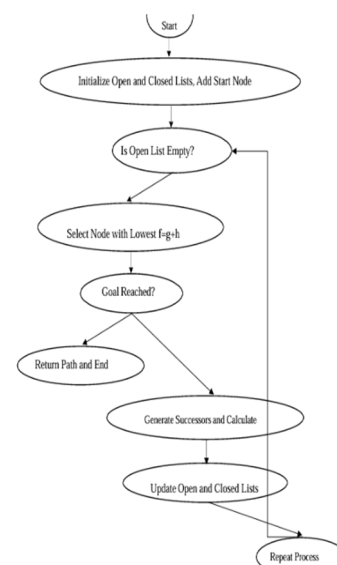 Start
Initialize Open and Closed Lists, Add Start Node
Is Open List Empty?
Select Node with Lowest f=g+h
Goal Reached?
Return Path and End
Generate Successors and Calculate
Update Open and Closed Lists
Repeat Process